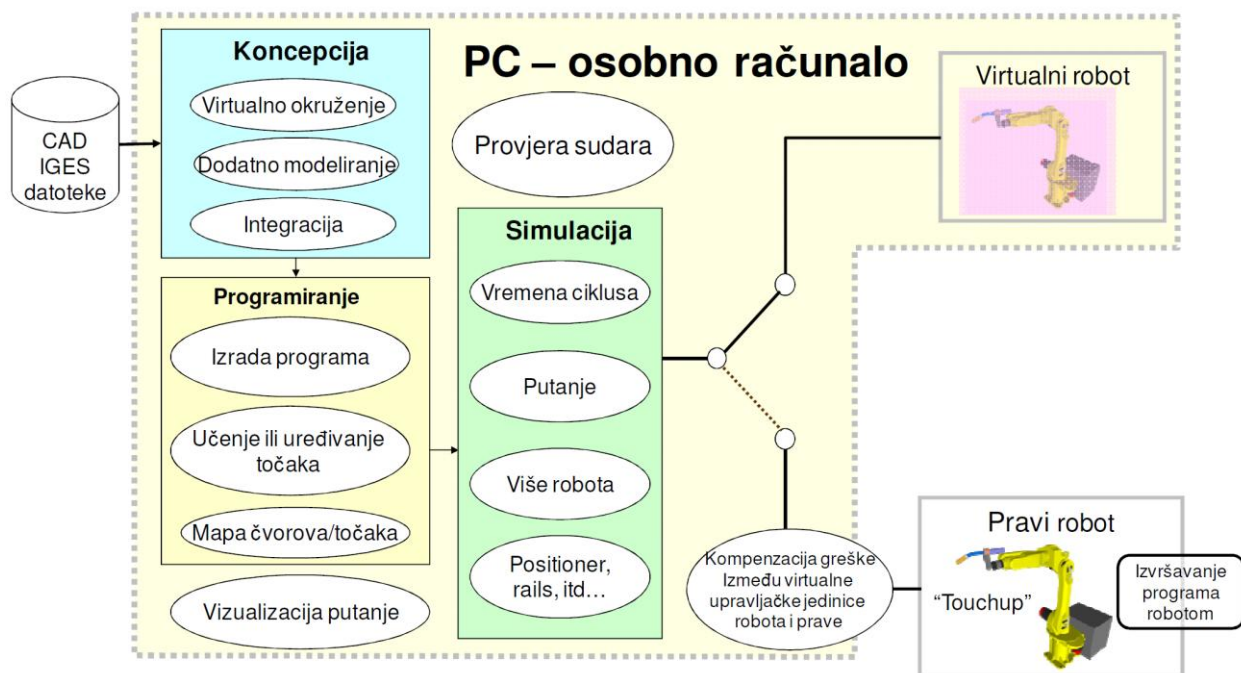 PC – osobno računalo
CAD
IGES
datoteke
Koncepcija
Virtualno okruženje
Dodatno modeliranje
Integracija
Programiranje
Izrada programa
Učenje ili uređivanje
točaka
Mapa čvorova/točaka
Vizualizacija putanje
Provjera sudara
Simulacija
Vremena ciklusa
Putanje
Više robota
Positioner,
rails, itd...
Virtualni robot
Kompenzacija greške
Između virtualne
upravljačke jedinice
robota i prave
Pravi robot
“Touchup”
Izvršavanje
programa
robotom